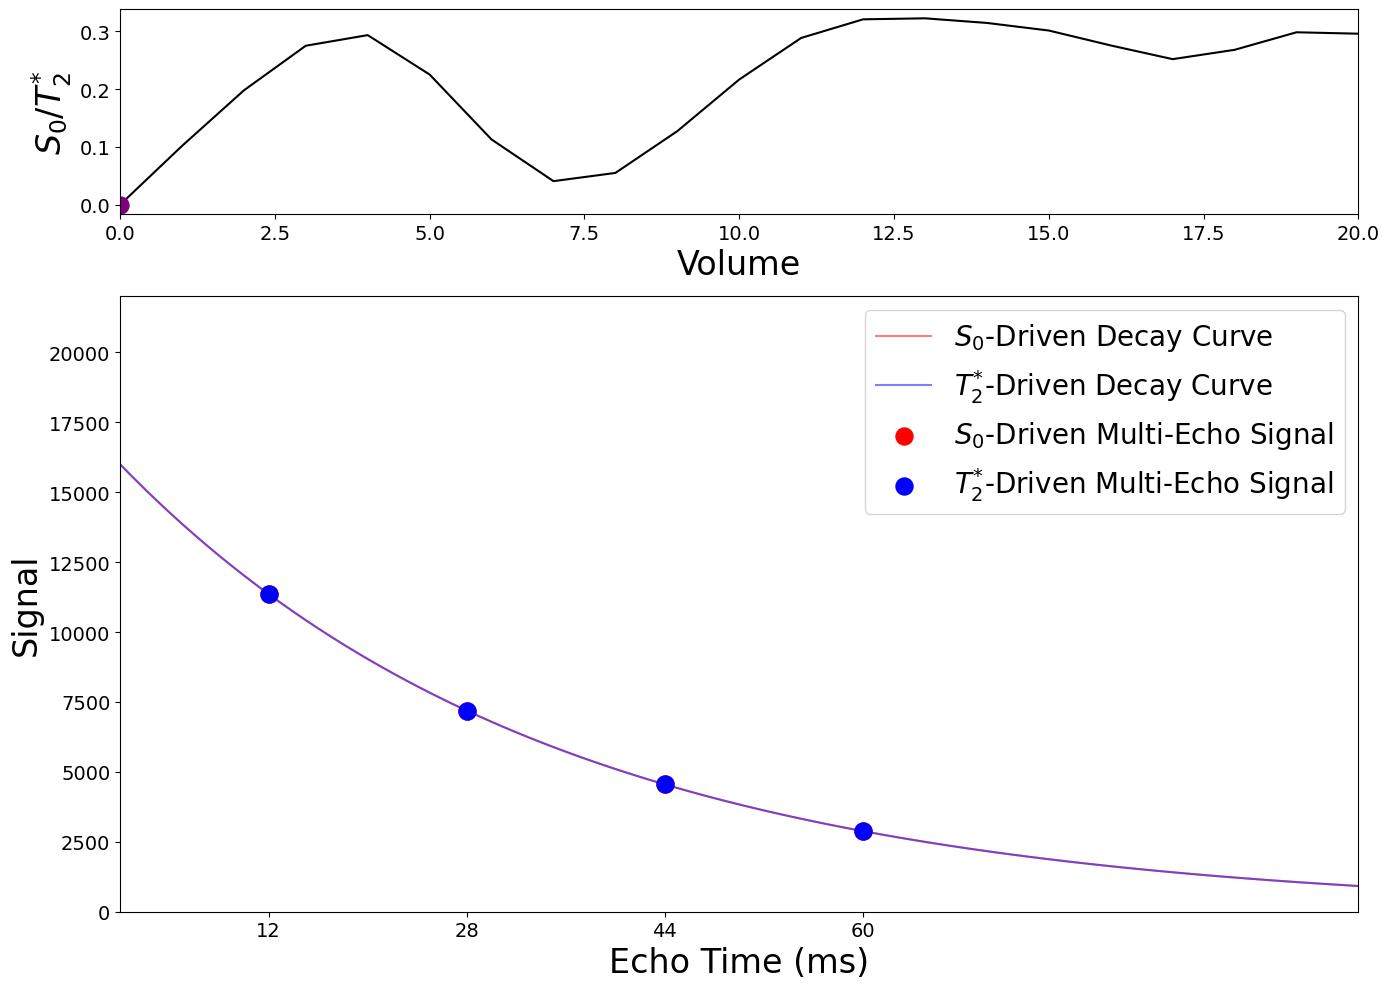 S₀/T₂*
0.3
0.2
0.1
0.0
0.0 2.5 5.0 7.5 10.0 12.5 15.0 17.5 20.0
Volume
S₀-Driven Decay Curve
T₂*-Driven Decay Curve
S₀-Driven Multi-Echo Signal
T₂*-Driven Multi-Echo Signal
Signal
20000
17500
15000
12500
10000
7500
5000
2500
0
12 28 44 60
Echo Time (ms)